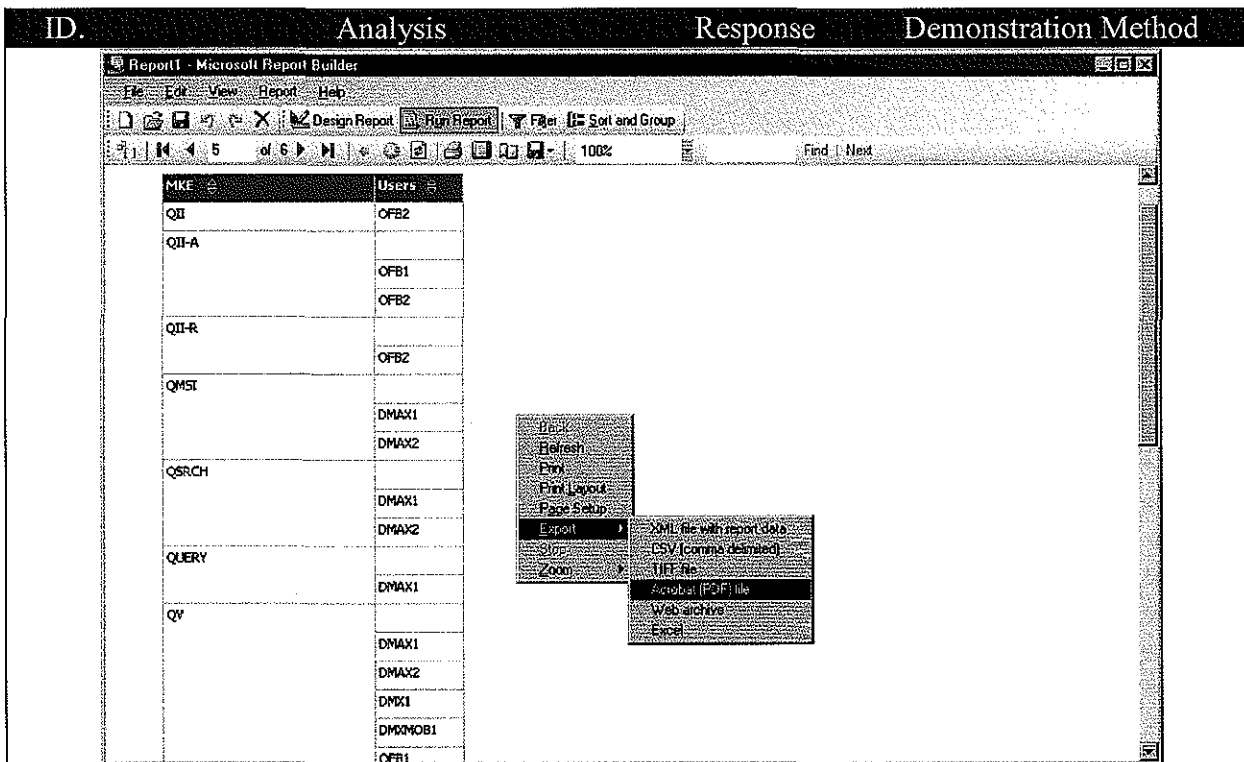 ID. Analysis Response Demonstration Method
Report1 - Microsoft Report Builder
File Edit View Report Help
Design Report Run Report Filter Sort and Group
5 of 6 100% Find | Next
MKE Users
QII OFB2
QII-A
OFB1
OFB2
QII-R
OFB2
QMSI
DMAX1
DMAX2
QSRCH
DMAX1
DMAX2
QUERY
DMAX1
QV
DMAX1
DMAX2
DMX1
DMXMOB1
OFB1
Back
Refresh
Print
Print Layout
Page Setup
Export
Stop
Zoom
XML file with report data
CSV (comma delimited)
TIFF file
Acrobat (PDF) file
Web archive
Excel